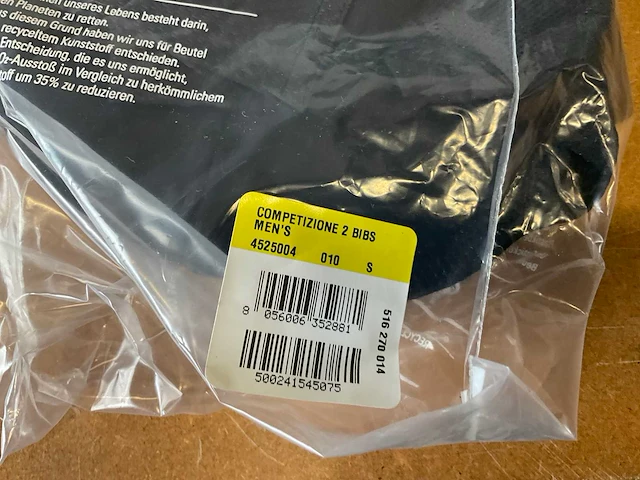 unseres Lebens besteht darin,
Planeten zu retten.
diesem Grund haben wir uns für Beutel
recyceltem Kunststoff entschieden.
Entscheidung, die es uns ermöglicht,
-Ausstoß im Vergleich zu herkömmlichem
um 35% zu reduzieren.
COMPETIZIONE 2 BIBS
MEN'S
4525004 010 S
8 056006 352881
500241545075
516 270 014